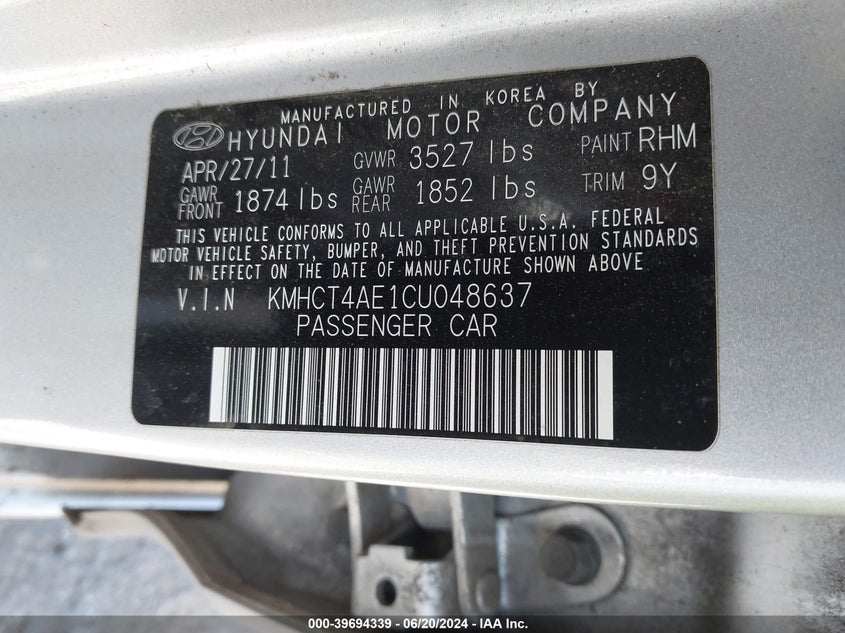 MANUFACTURED IN KOREA BY
HYUNDAI MOTOR COMPANY
APR/27/11 GVWR 3527 lbs PAINT RHM
GAWR FRONT 1874 lbs GAWR REAR 1852 lbs TRIM 9Y
THIS VEHICLE CONFORMS TO ALL APPLICABLE U.S.A. FEDERAL
MOTOR VEHICLE SAFETY, BUMPER, AND THEFT PREVENTION STANDARDS
IN EFFECT ON THE DATE OF MANUFACTURE SHOWN ABOVE
V.I.N KMHCT4AE1CU048637
PASSENGER CAR
000-39694339 - 06/20/2024 - IAA Inc.